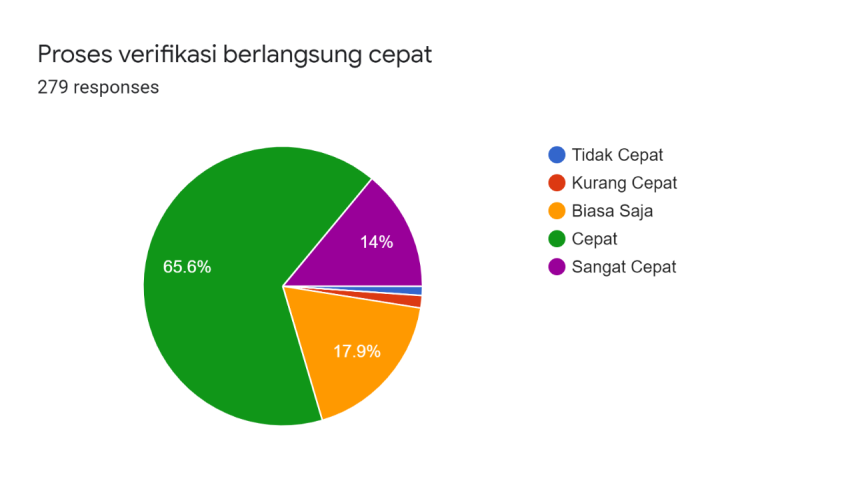 Proses verifikasi berlangsung cepat
279 responses
Tidak Cepat
Kurang Cepat
Biasa Saja
Cepat
Sangat Cepat
14%
65.6%
17.9%